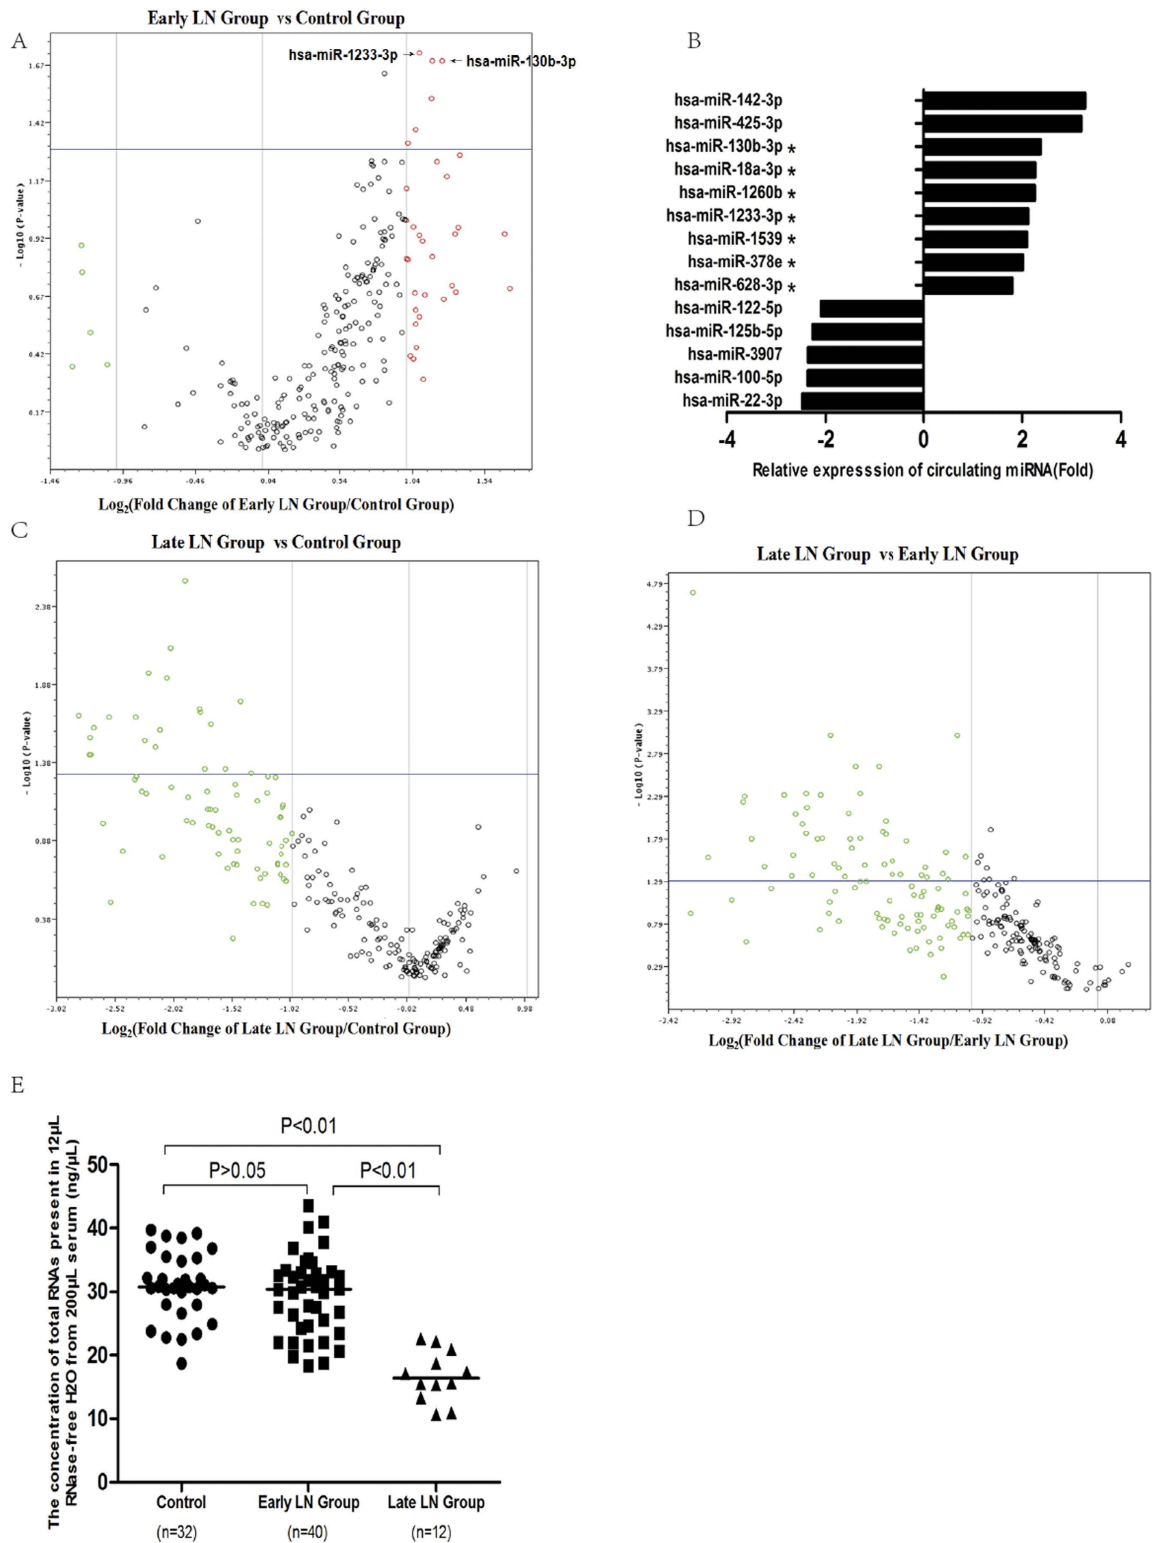 A
Early LN Group vs Control Group
hsa-miR-1233-3p
hsa-miR-130b-3p
1.67
1.42
1.17
0.92
0.67
0.42
0.17
- Log10 (P-value)
-1.46 -0.96 -0.46 0.04 0.54 1.04 1.54
Log2(Fold Change of Early LN Group/Control Group)
B
hsa-miR-142-3p
hsa-miR-425-3p
hsa-miR-130b-3p *
hsa-miR-18a-3p *
hsa-miR-1260b *
hsa-miR-1233-3p *
hsa-miR-1539 *
hsa-miR-378e *
hsa-miR-628-3p *
hsa-miR-122-5p
hsa-miR-125b-5p
hsa-miR-3907
hsa-miR-100-5p
hsa-miR-22-3p
-4 -2 0 2 4
Relative expresssion of circulating miRNA(Fold)
C
Late LN Group vs Control Group
2.38
1.88
1.38
0.88
0.38
- Log10 (P-value)
-3.02 -2.52 -2.02 -1.52 -1.02 -0.52 -0.02 0.48 0.98
Log2(Fold Change of Late LN Group/Control Group)
D
Late LN Group vs Early LN Group
4.79
4.29
3.79
3.29
2.79
2.29
1.79
1.29
0.79
0.29
- Log10 (P-value)
-3.42 -2.92 -2.42 -1.92 -1.42 -0.92 -0.42 0.08
Log2(Fold Change of Late LN Group/Early LN Group)
E
The concentration of total RNAs present in 12μL
RNase-free H2O from 200μL serum (ng/μL)
P<0.01
P>0.05 P<0.01
50
40
30
20
10
0
Control Early LN Group Late LN Group
(n=32) (n=40) (n=12)